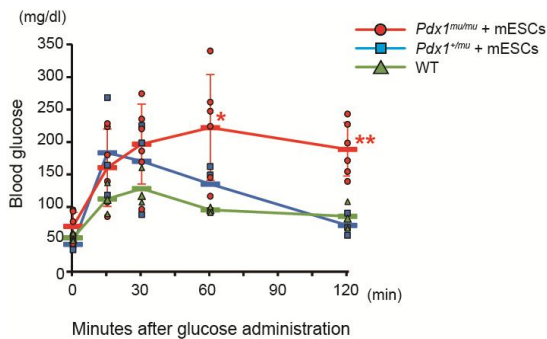 (mg/dl)
350
300
250
200
150
100
50
0
Blood glucose
0
30
60
90
120
(min)
Minutes after glucose administration
*
**
Pdx1mu/mu + mESCs
Pdx1+/mu + mESCs
WT